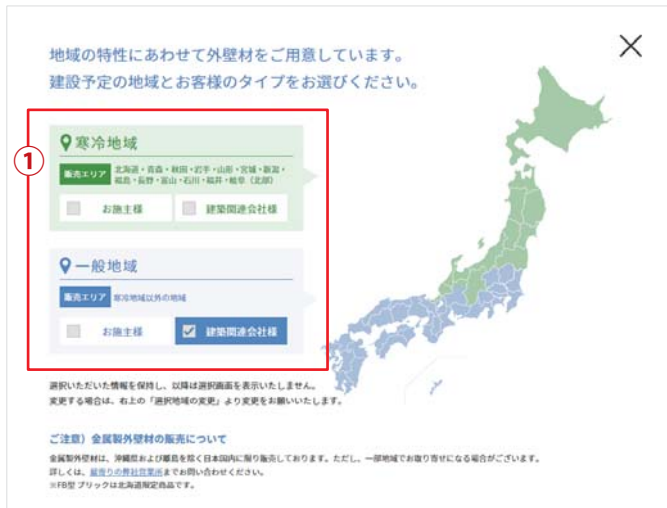 地域の特性にあわせて外壁材をご用意しています。
建設予定の地域とお客様のタイプをお選びください。
①
寒冷地域
販売エリア 北海道・青森・秋田・岩手・山形・宮城・新潟・
福島・長野・富山・石川・福井・岐阜（北部）
お施主様 建築関連会社様
一般地域
販売エリア 寒冷地域以外の地域
お施主様 建築関連会社様
選択いただいた情報を保持し、以降は選択画面を表示いたしません。
変更する場合は、右上の「選択地域の変更」より変更をお願いいたします。
ご注意）金属製外壁材の販売について
金属製外壁材は、沖縄県および離島を除く日本国内に限り販売しております。ただし、一部地域でお取り寄せになる場合がございます。
詳しくは、最寄りの弊社営業所までお問い合わせください。
※FB型 ブリックは北海道限定商品です。